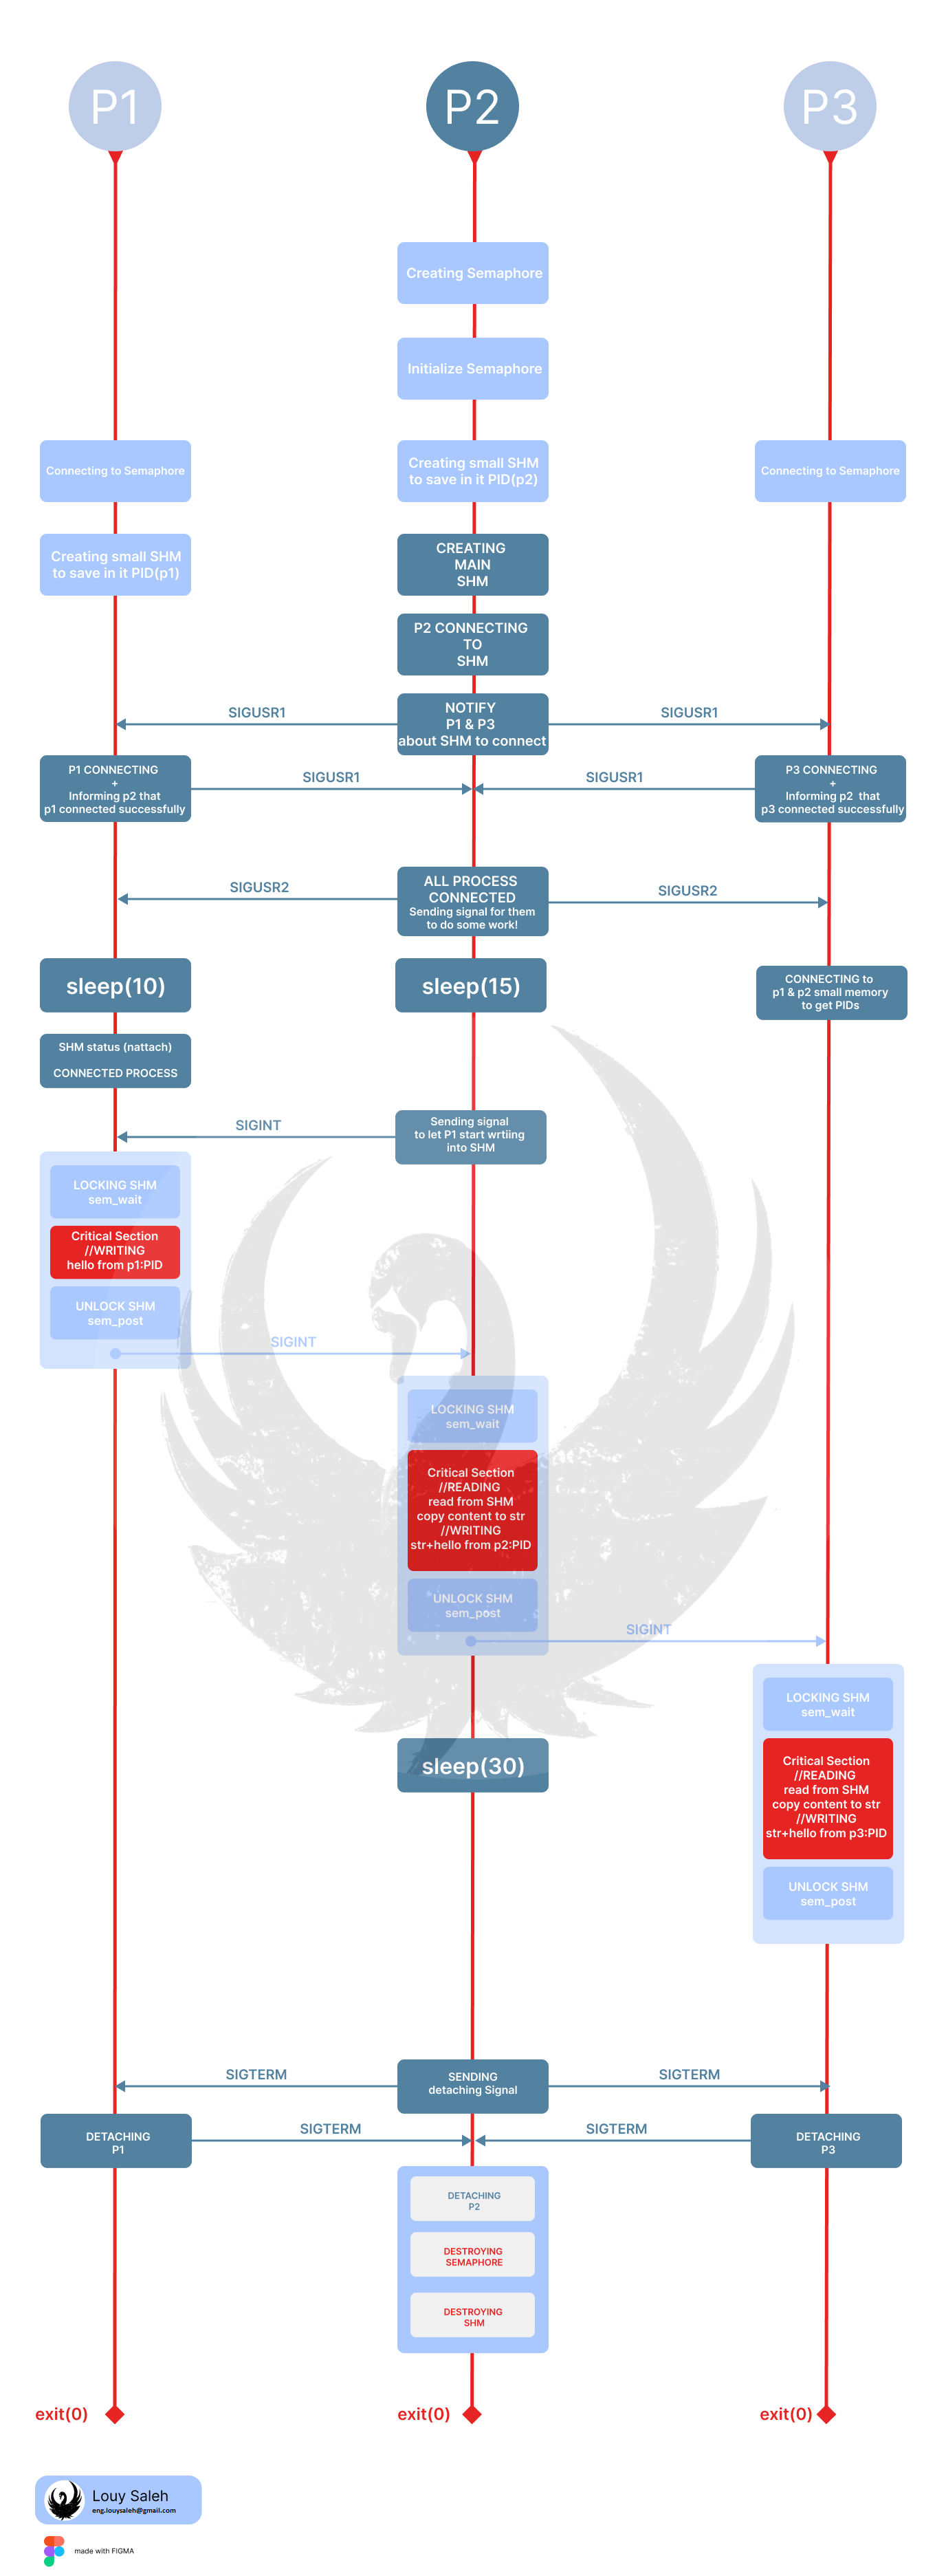 P1
P2
P3
Creating Semaphore
Initialize Semaphore
Connecting to Semaphore
Creating small SHM
to save in it PID(p2)
Connecting to Semaphore
Creating small SHM
to save in it PID(p1)
CREATING
MAIN
SHM
P2 CONNECTING
TO
SHM
SIGUSR1
NOTIFY
P1 & P3
about SHM to connect
SIGUSR1
P1 CONNECTING
+
Informing p2 that
p1 connected successfully
SIGUSR1
SIGUSR1
P3 CONNECTING
+
Informing p2 that
p3 connected successfully
SIGUSR2
ALL PROCESS
CONNECTED
Sending signal for them
to do some work!
SIGUSR2
sleep(10)
sleep(15)
CONNECTING to
p1 & p2 small memory
to get PIDs
SHM status (nattach)
CONNECTED PROCESS
SIGINT
Sending signal
to let P1 start wrtiing
into SHM
LOCKING SHM
sem_wait
Critical Section
//WRITING
hello from p1:PID
UNLOCK SHM
sem_post
SIGINT
LOCKING SHM
sem_wait
Critical Section
//READING
read from SHM
copy content to str
//WRITING
str+hello from p2:PID
UNLOCK SHM
sem_post
SIGINT
LOCKING SHM
sem_wait
Critical Section
//READING
read from SHM
copy content to str
//WRITING
str+hello from p3:PID
UNLOCK SHM
sem_post
sleep(30)
SIGTERM
SENDING
detaching Signal
SIGTERM
DETACHING
P1
SIGTERM
SIGTERM
DETACHING
P3
DETACHING
P2
DESTROYING
SEMAPHORE
DESTROYING
SHM
exit(0)
exit(0)
exit(0)
Louy Saleh
eng.louysaleh@gmail.com
made with FIGMA